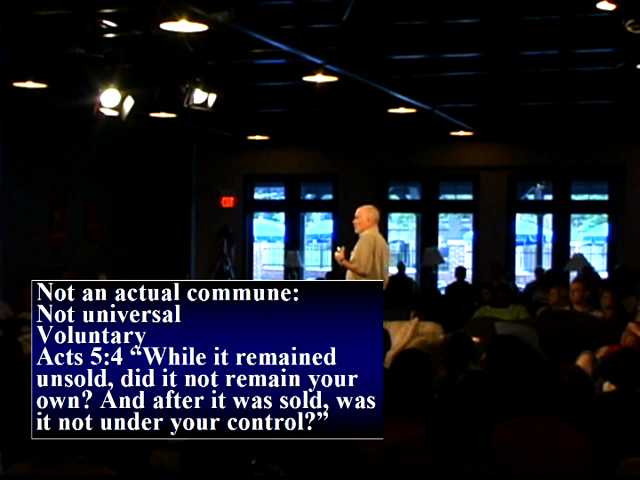 EXIT
Not an actual commune:
Not universal
Voluntary
Acts 5:4 “While it remained
unsold, did it not remain your
own? And after it was sold, was
it not under your control?”